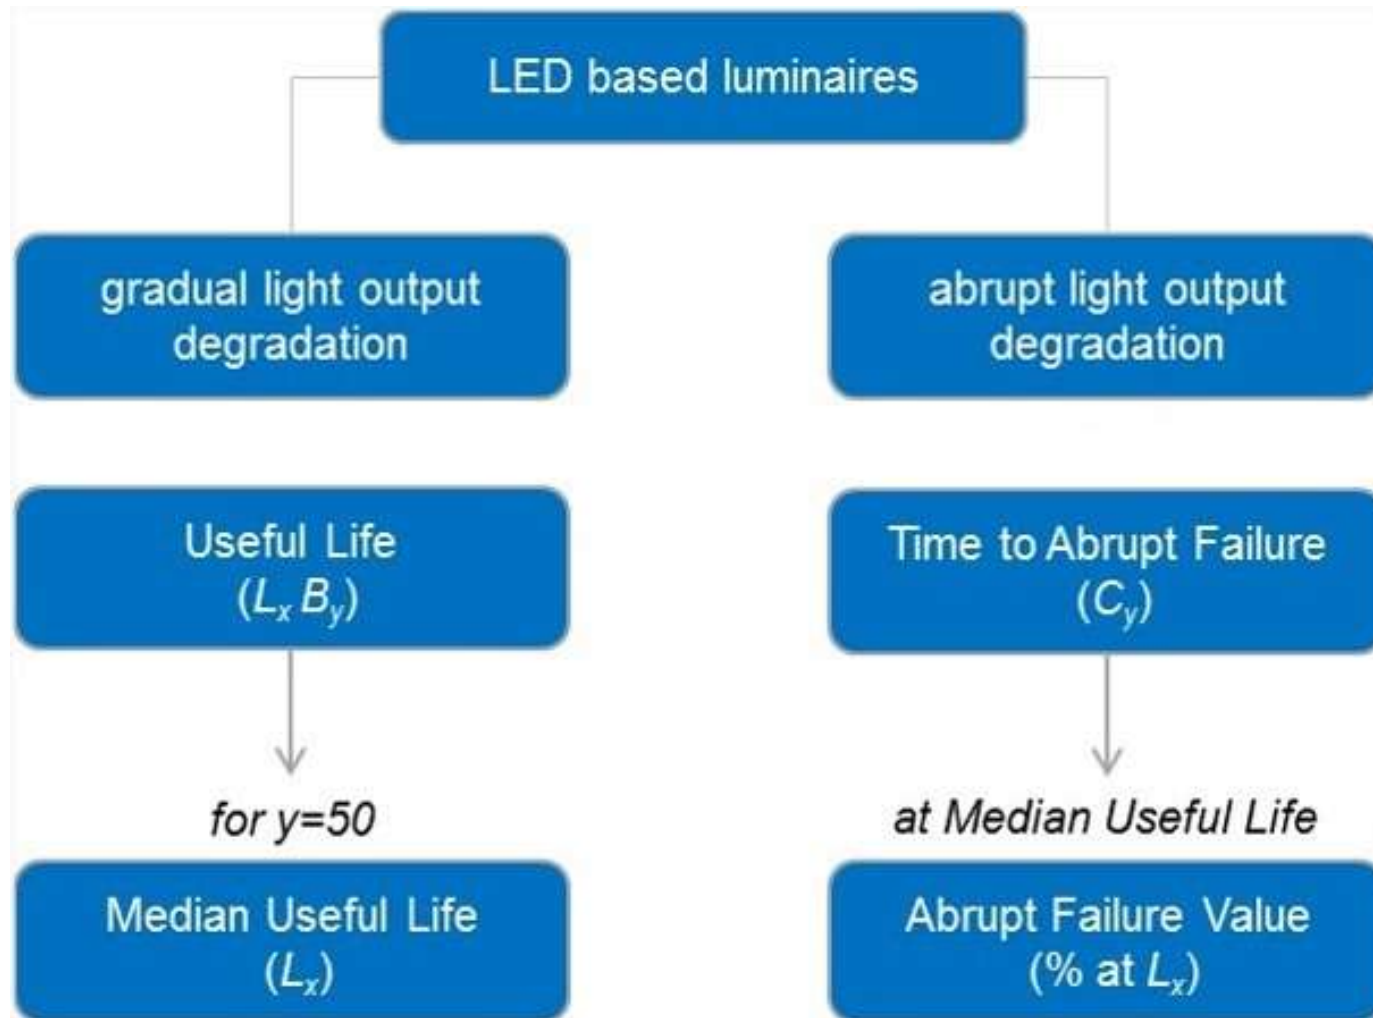 LED based luminaires
gradual light output
degradation
abrupt light output
degradation
Useful Life
(Lx By)
Time to Abrupt Failure
(Cy)
for y=50
at Median Useful Life
Median Useful Life
(Lx)
Abrupt Failure Value
(% at Lx)